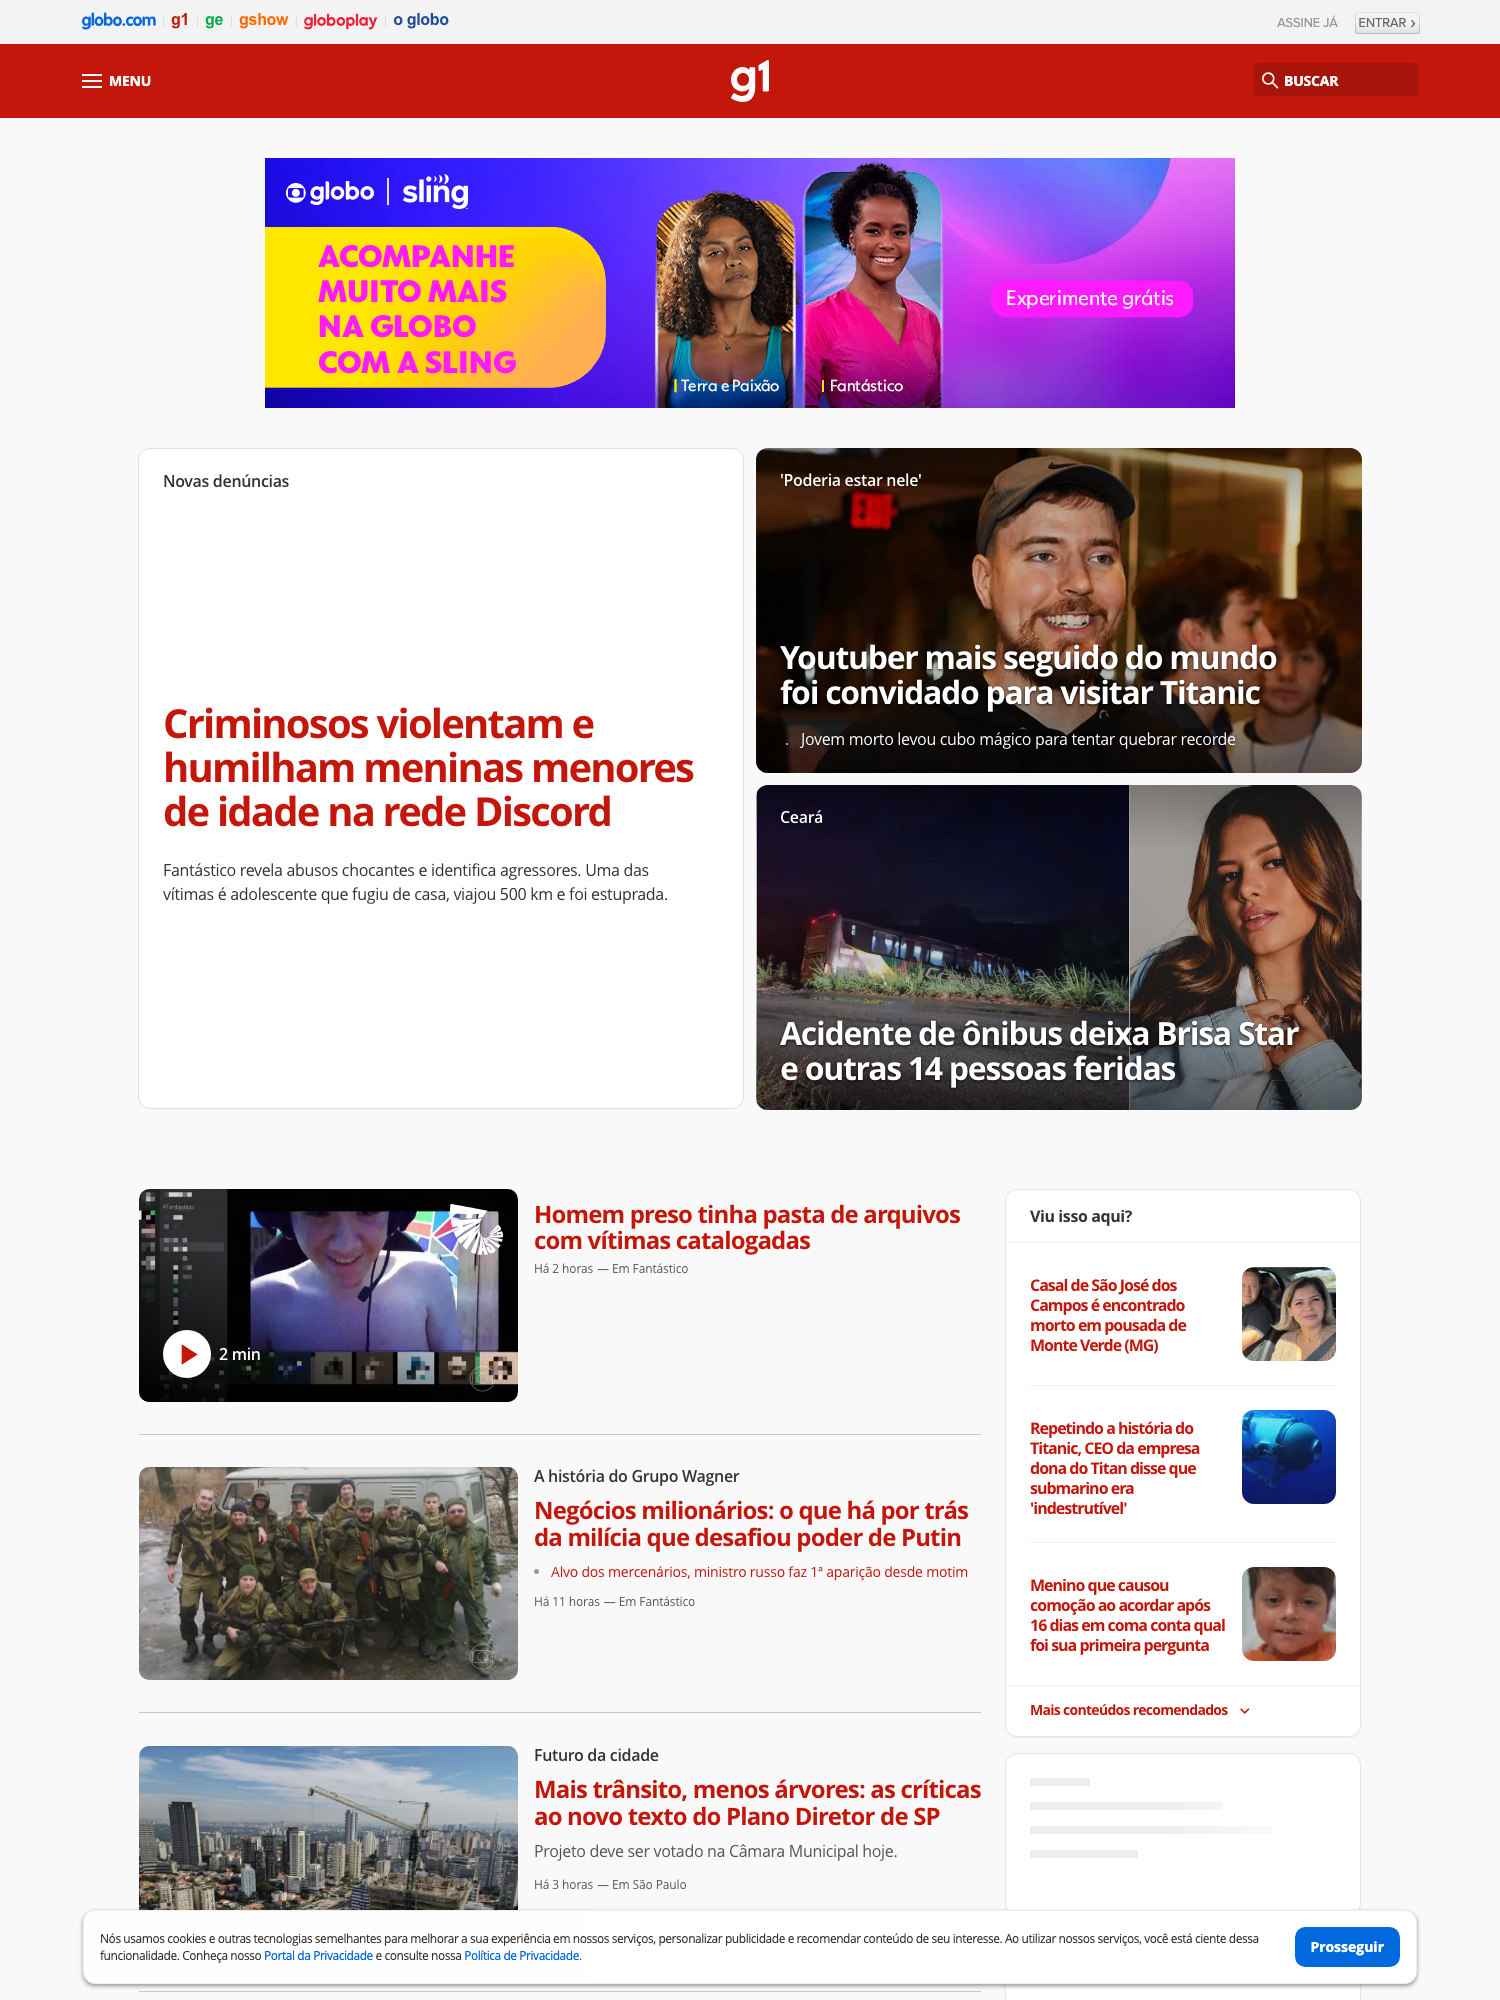 globo.com
g1
ge
gshow
globoplay
o globo
ASSINE JÁ
ENTRAR ›
MENU
g1
BUSCAR
globo | sling
ACOMPANHE
MUITO MAIS
NA GLOBO
COM A SLING
Terra e Paixão
Fantástico
Experimente grátis
Novas denúncias
Criminosos violentam e
humilham meninas menores
de idade na rede Discord
Fantástico revela abusos chocantes e identifica agressores. Uma das
vítimas é adolescente que fugiu de casa, viajou 500 km e foi estuprada.
'Poderia estar nele'
EXIT
Youtuber mais seguido do mundo
foi convidado para visitar Titanic
. Jovem morto levou cubo mágico para tentar quebrar recorde
Ceará
Acidente de ônibus deixa Brisa Star
e outras 14 pessoas feridas
#Fantástico
2 min
Homem preso tinha pasta de arquivos
com vítimas catalogadas
Há 2 horas — Em Fantástico
A história do Grupo Wagner
Negócios milionários: o que há por trás
da milícia que desafiou poder de Putin
• Alvo dos mercenários, ministro russo faz 1ª aparição desde motim
Há 11 horas — Em Fantástico
Futuro da cidade
Mais trânsito, menos árvores: as críticas
ao novo texto do Plano Diretor de SP
Projeto deve ser votado na Câmara Municipal hoje.
Há 3 horas — Em São Paulo
Viu isso aqui?
Casal de São José dos
Campos é encontrado
morto em pousada de
Monte Verde (MG)
Repetindo a história do
Titanic, CEO da empresa
dona do Titan disse que
submarino era
'indestrutível'
Menino que causou
comoção ao acordar após
16 dias em coma conta qual
foi sua primeira pergunta
Mais conteúdos recomendados
Nós usamos cookies e outras tecnologias semelhantes para melhorar a sua experiência em nossos serviços, personalizar publicidade e recomendar conteúdo de seu interesse. Ao utilizar nossos serviços, você está ciente dessa
funcionalidade. Conheça nosso Portal da Privacidade e consulte nossa Política de Privacidade.
Prosseguir